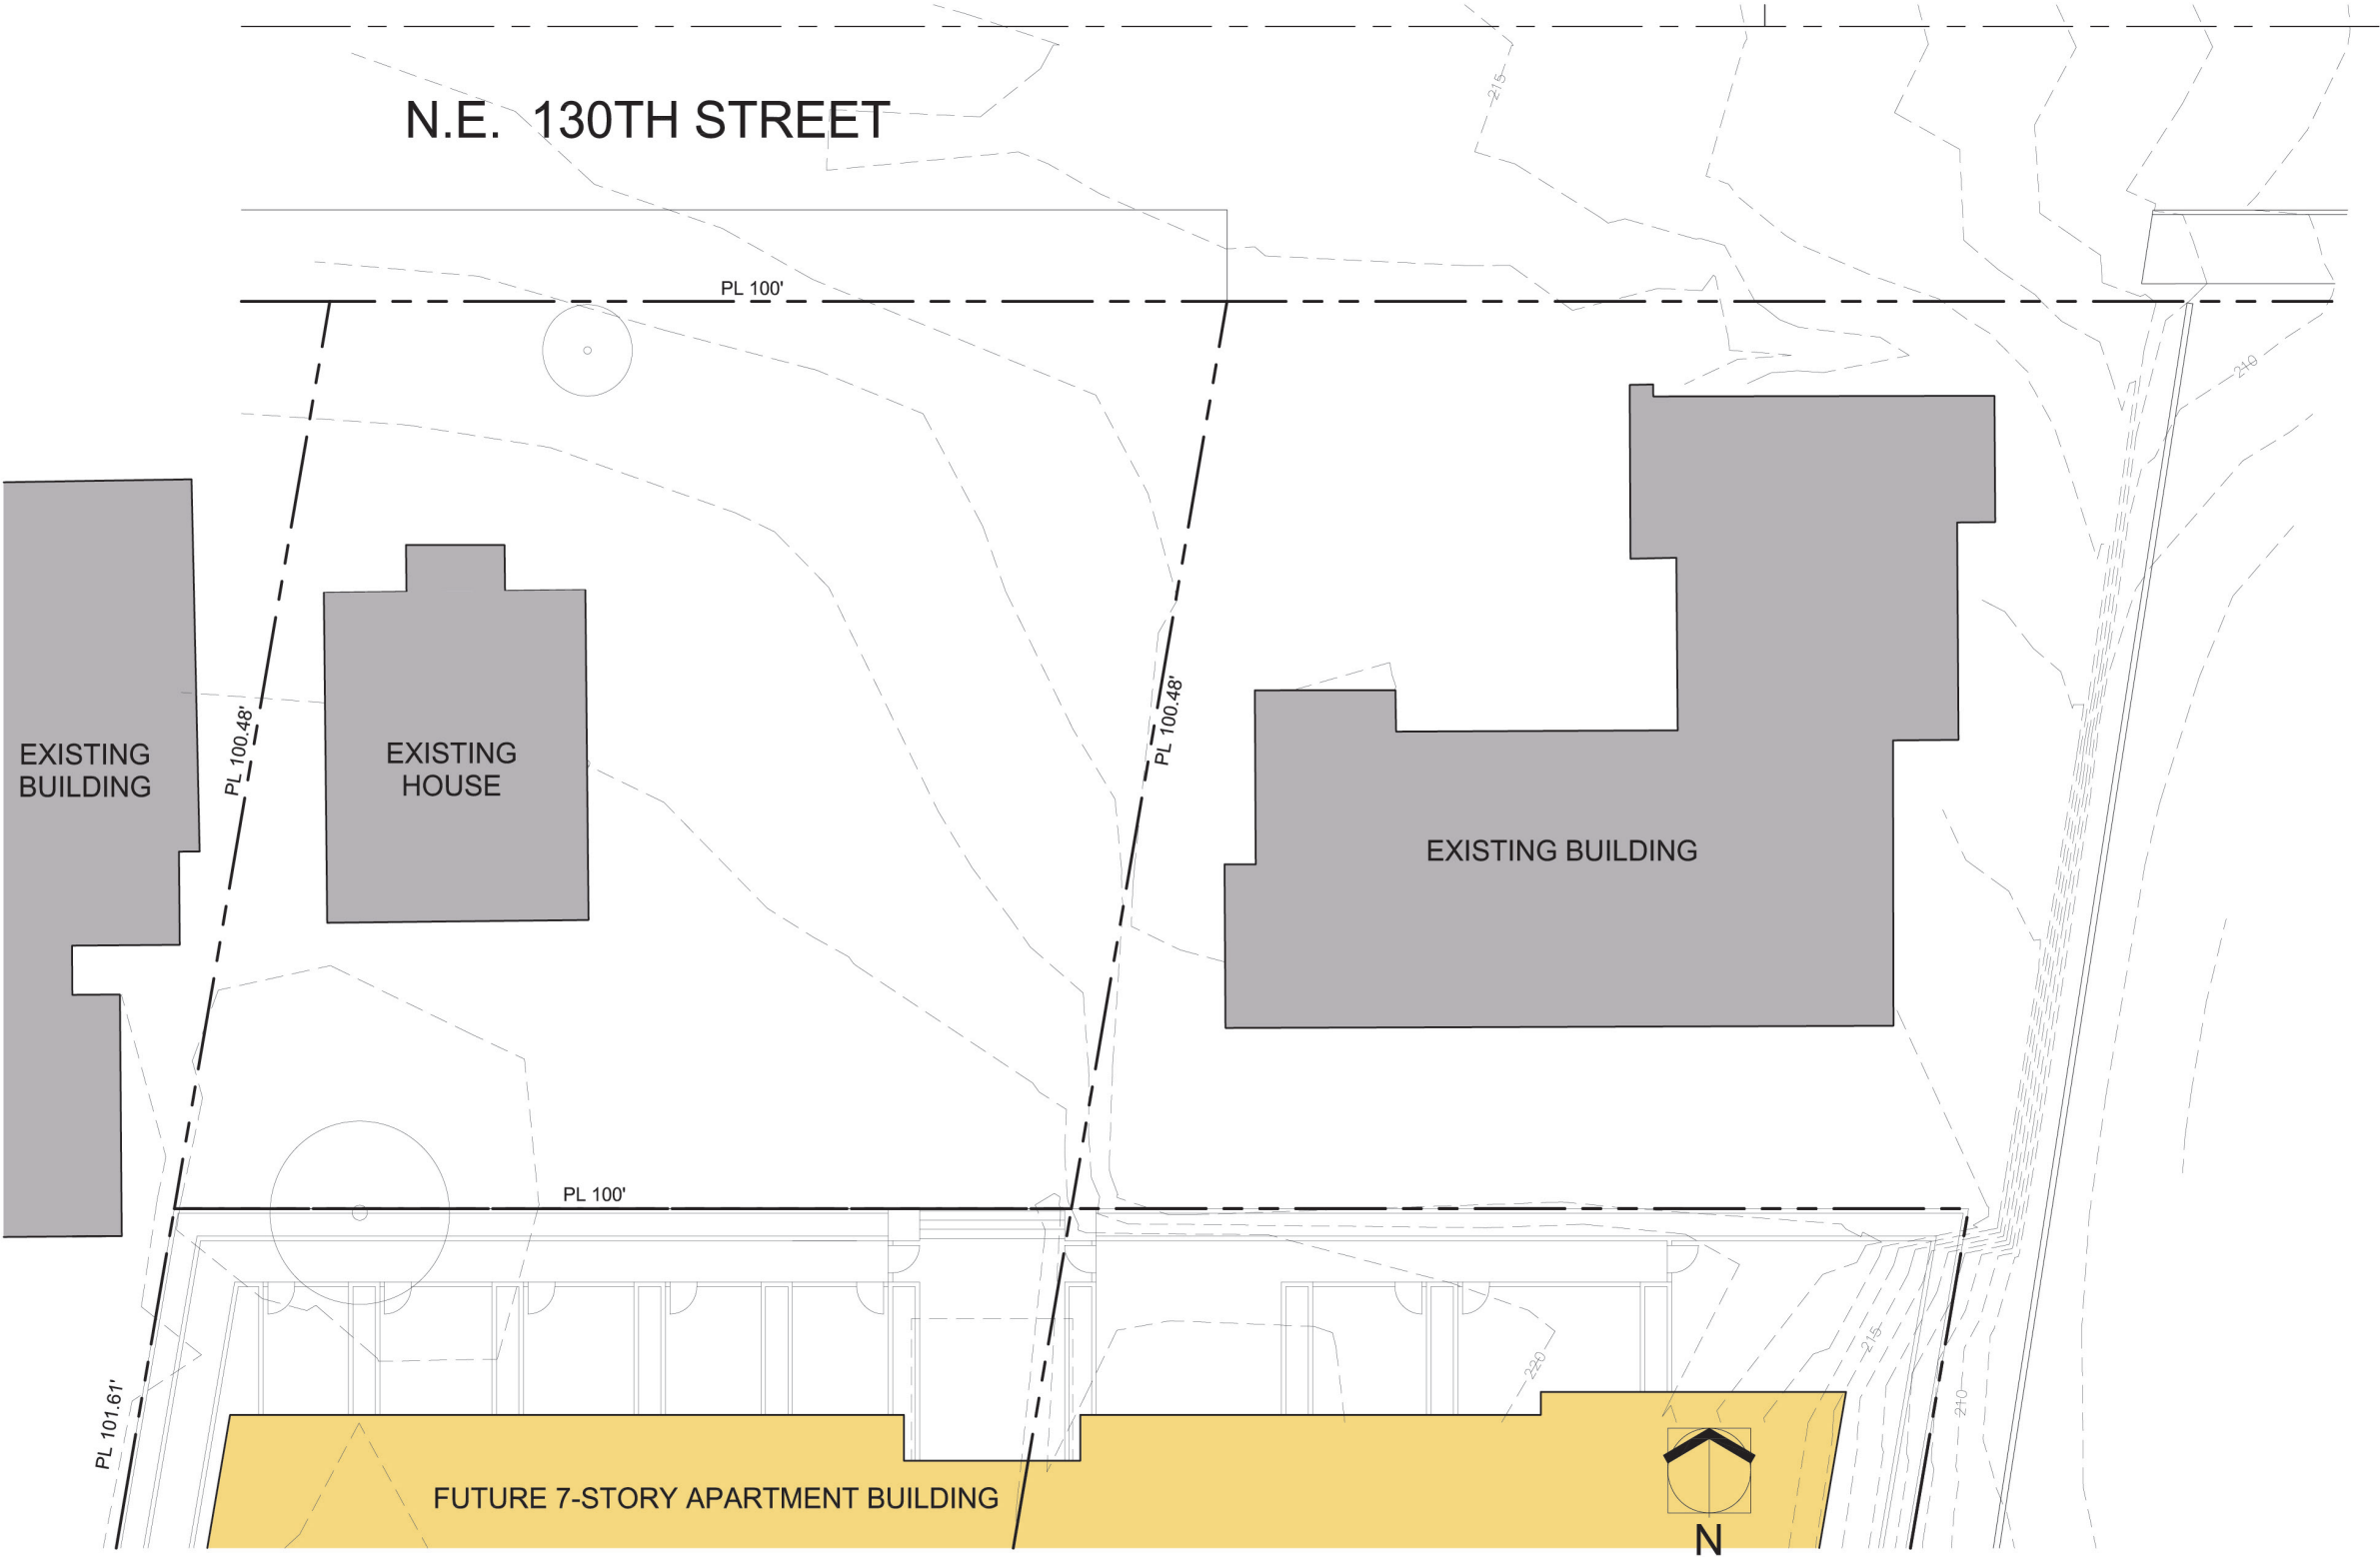 N.E. 130TH STREET
215
PL 100'
210
PL 100.48'
PL 100.48'
EXISTING
BUILDING
EXISTING
HOUSE
EXISTING BUILDING
PL 100'
PL 101.61'
220
215
210
FUTURE 7-STORY APARTMENT BUILDING
N